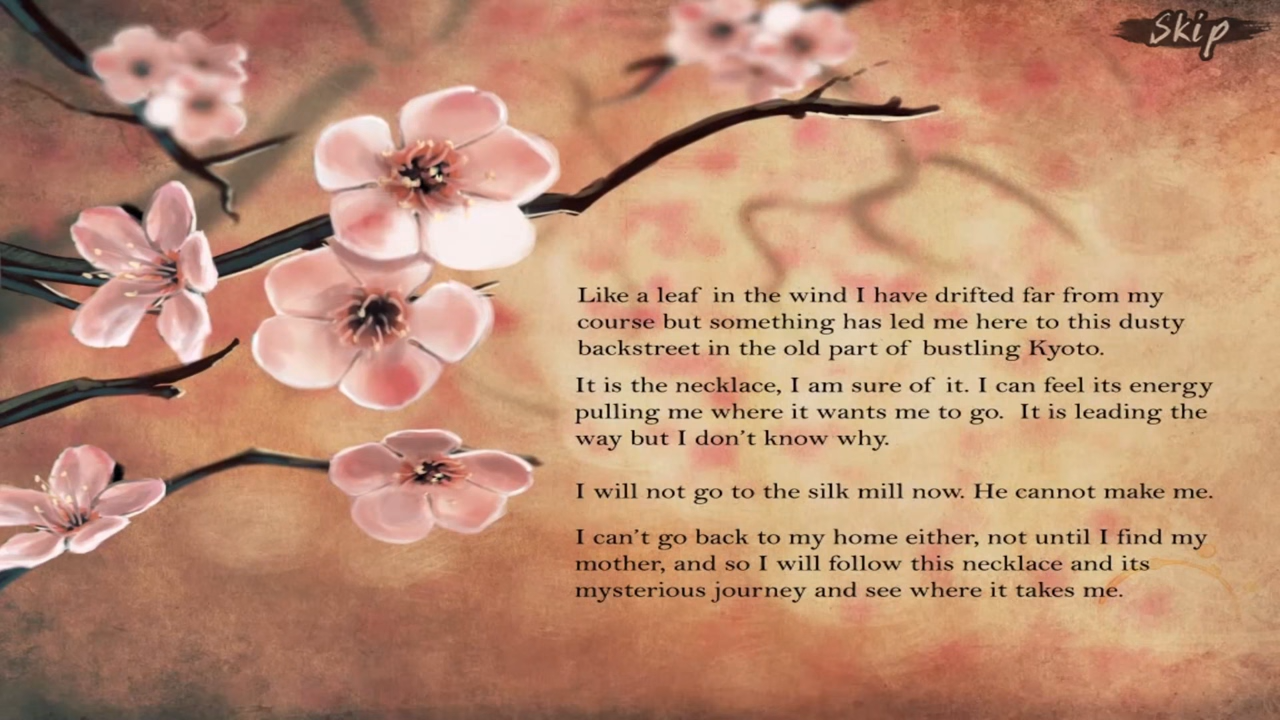 Skip
Like a leaf in the wind I have drifted far from my
course but something has led me here to this dusty
backstreet in the old part of bustling Kyoto.
It is the necklace, I am sure of it. I can feel its energy
pulling me where it wants me to go. It is leading the
way but I don't know why.
I will not go to the silk mill now. He cannot make me.
I can't go back to my home either, not until I find my
mother, and so I will follow this necklace and its
mysterious journey and see where it takes me.